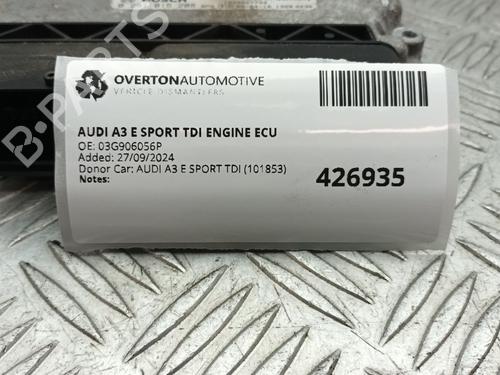 BOSCH
OVERTONAUTOMOTIVE
VEHICLE DISMANTLERS
AUDI A3 E SPORT TDI ENGINE ECU
OE: 03G906056P
Added: 27/09/2024
Donor Car: AUDI A3 E SPORT TDI (101853)
Notes:
426935
B-PARTS